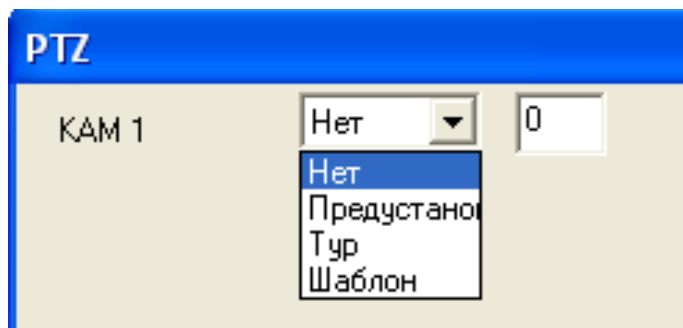 PTZ
КАМ 1 Нет 0
Нет
Предустано
Тур
Шаблон